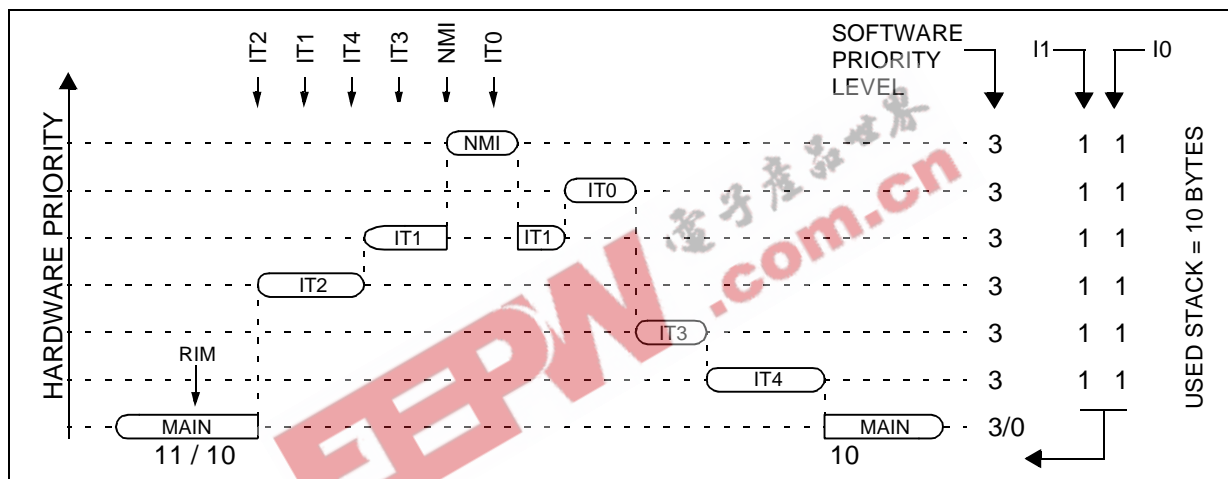 IT2
IT1
IT4
IT3
NMI
IT0
SOFTWARE
PRIORITY
LEVEL
I1
I0
HARDWARE PRIORITY
NMI
3
1 1
IT0
3
1 1
IT1
IT1
3
1 1
IT2
3
1 1
IT3
3
1 1
RIM
IT4
3
1 1
MAIN
MAIN
3/0
11 / 10
10
USED STACK = 10 BYTES
EEPW
.com.cn
電子產品世界